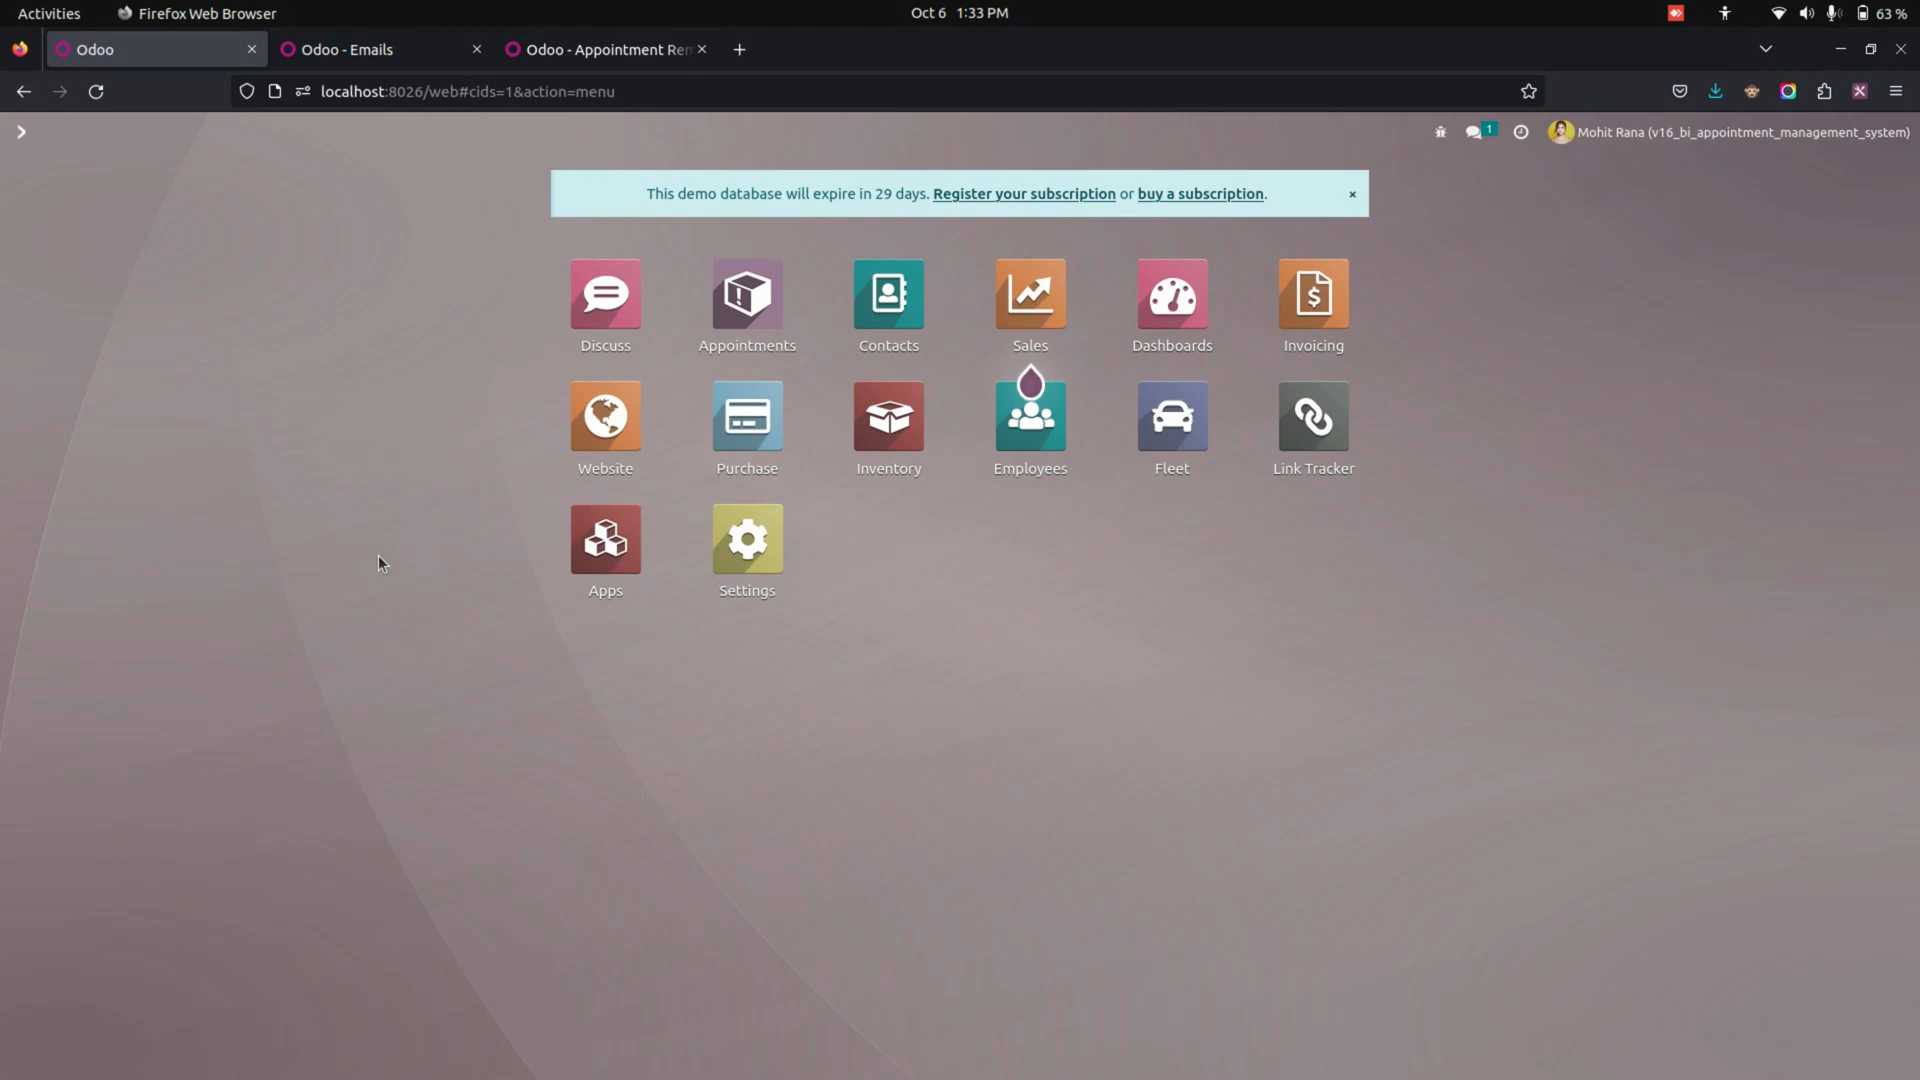 Activities
Firefox Web Browser
Oct 6 1:33 PM
63 %
Odoo
Odoo - Emails
Odoo - Appointment Rem
localhost:8026/web#cids=1&action=menu
1
Mohit Rana (v16_bi_appointment_management_system)
This demo database will expire in 29 days. Register your subscription or buy a subscription.
Discuss
Appointments
Contacts
Sales
Dashboards
Invoicing
Website
Purchase
Inventory
Employees
Fleet
Link Tracker
Apps
Settings